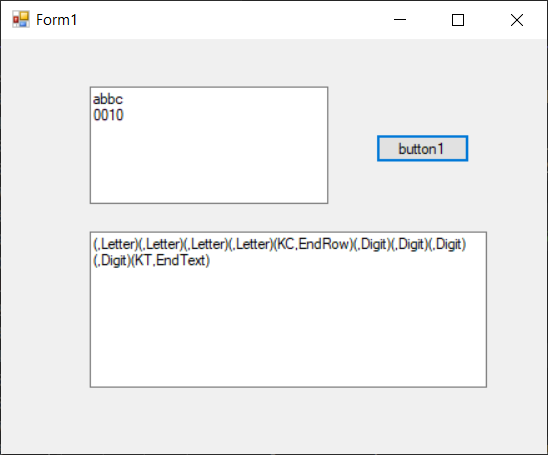 Form1
abbc
0010
button1
(,Letter)(,Letter)(,Letter)(,Letter)(KC,EndRow)(,Digit)(,Digit)(,Digit)
(,Digit)(KT,EndText)